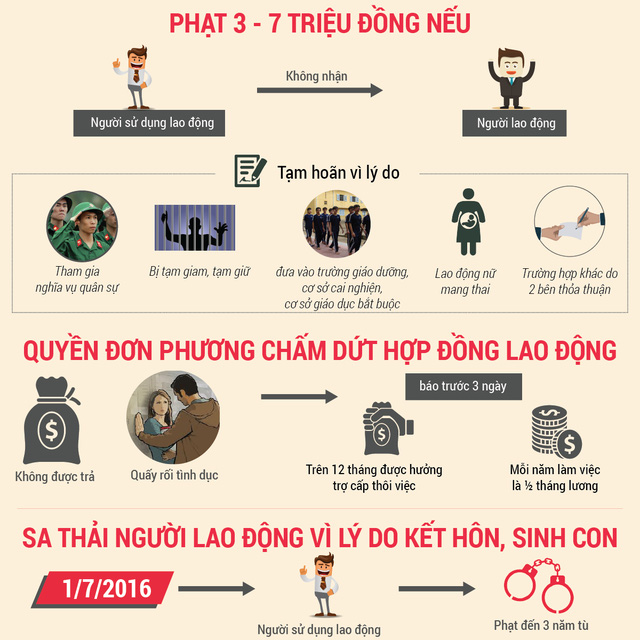 PHẠT 3 - 7 TRIỆU ĐỒNG NẾU
Không nhận
Người sử dụng lao động
Người lao động
Tạm hoãn vì lý do
Tham gia
nghĩa vụ quân sự
Bị tạm giam, tạm giữ
đưa vào trường giáo dưỡng,
cơ sở cai nghiện,
cơ sở giáo dục bắt buộc
Lao động nữ
mang thai
Trường hợp khác do
2 bên thỏa thuận
QUYỀN ĐƠN PHƯƠNG CHẤM DỨT HỢP ĐỒNG LAO ĐỘNG
báo trước 3 ngày
$
$
$
Không được trả
Quấy rối tình dục
Trên 12 tháng được hưởng
trợ cấp thôi việc
Mỗi năm làm việc
là ½ tháng lương
SA THẢI NGƯỜI LAO ĐỘNG VÌ LÝ DO KẾT HÔN, SINH CON
1/7/2016
Người sử dụng lao động
Phạt đến 3 năm tù